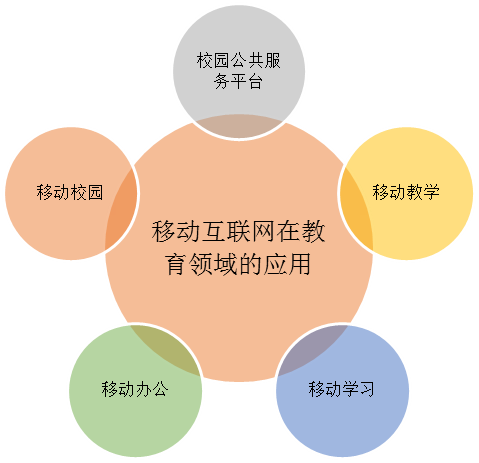 校园公共服
务平台
移动校园
移动教学
移动互联网在教
育领域的应用
移动办公
移动学习